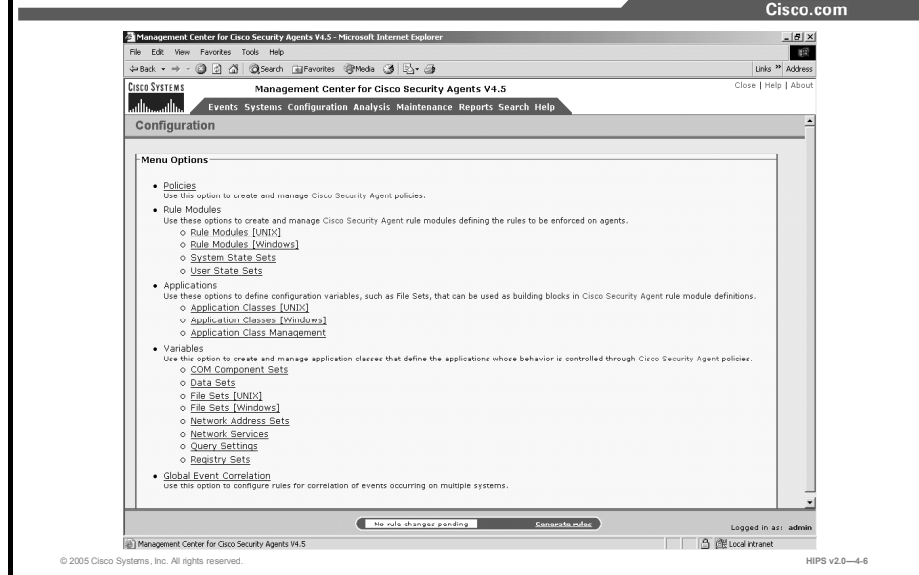 Cisco.com
Management Center for Cisco Security Agents V4.5 - Microsoft Internet Explorer
File Edit View Favorites Tools Help
Back Search Favorites Media Links » Address
CISCO SYSTEMS
Management Center for Cisco Security Agents V4.5
Close | Help | About
Events Systems Configuration Analysis Maintenance Reports Search Help
Configuration
Menu Options
• Policies
Use this option to create and manage Cisco Security Agent policies.
• Rule Modules
Use these options to create and manage Cisco Security Agent rule modules defining the rules to be enforced on agents.
Rule Modules [UNIX]
Rule Modules [Windows]
System State Sets
User State Sets
• Applications
Use these options to define configuration variables, such as File Sets, that can be used as building blocks in Cisco Security Agent rule module definitions.
Application Classes [UNIX]
Application Classes [Windows]
Application Class Management
• Variables
Use this option to create and manage application classes that define the applications whose behavior is controlled through Cisco Security Agent policies.
COM Component Sets
Data Sets
File Sets [UNIX]
File Sets [Windows]
Network Address Sets
Network Services
Query Settings
Registry Sets
• Global Event Correlation
Use this option to configure rules for correlation of events occurring on multiple systems.
No rule changes pending Generate rules
Logged in as: admin
Management Center for Cisco Security Agents V4.5 Local intranet
© 2005 Cisco Systems, Inc. All rights reserved. HIPS v2.0—4-6